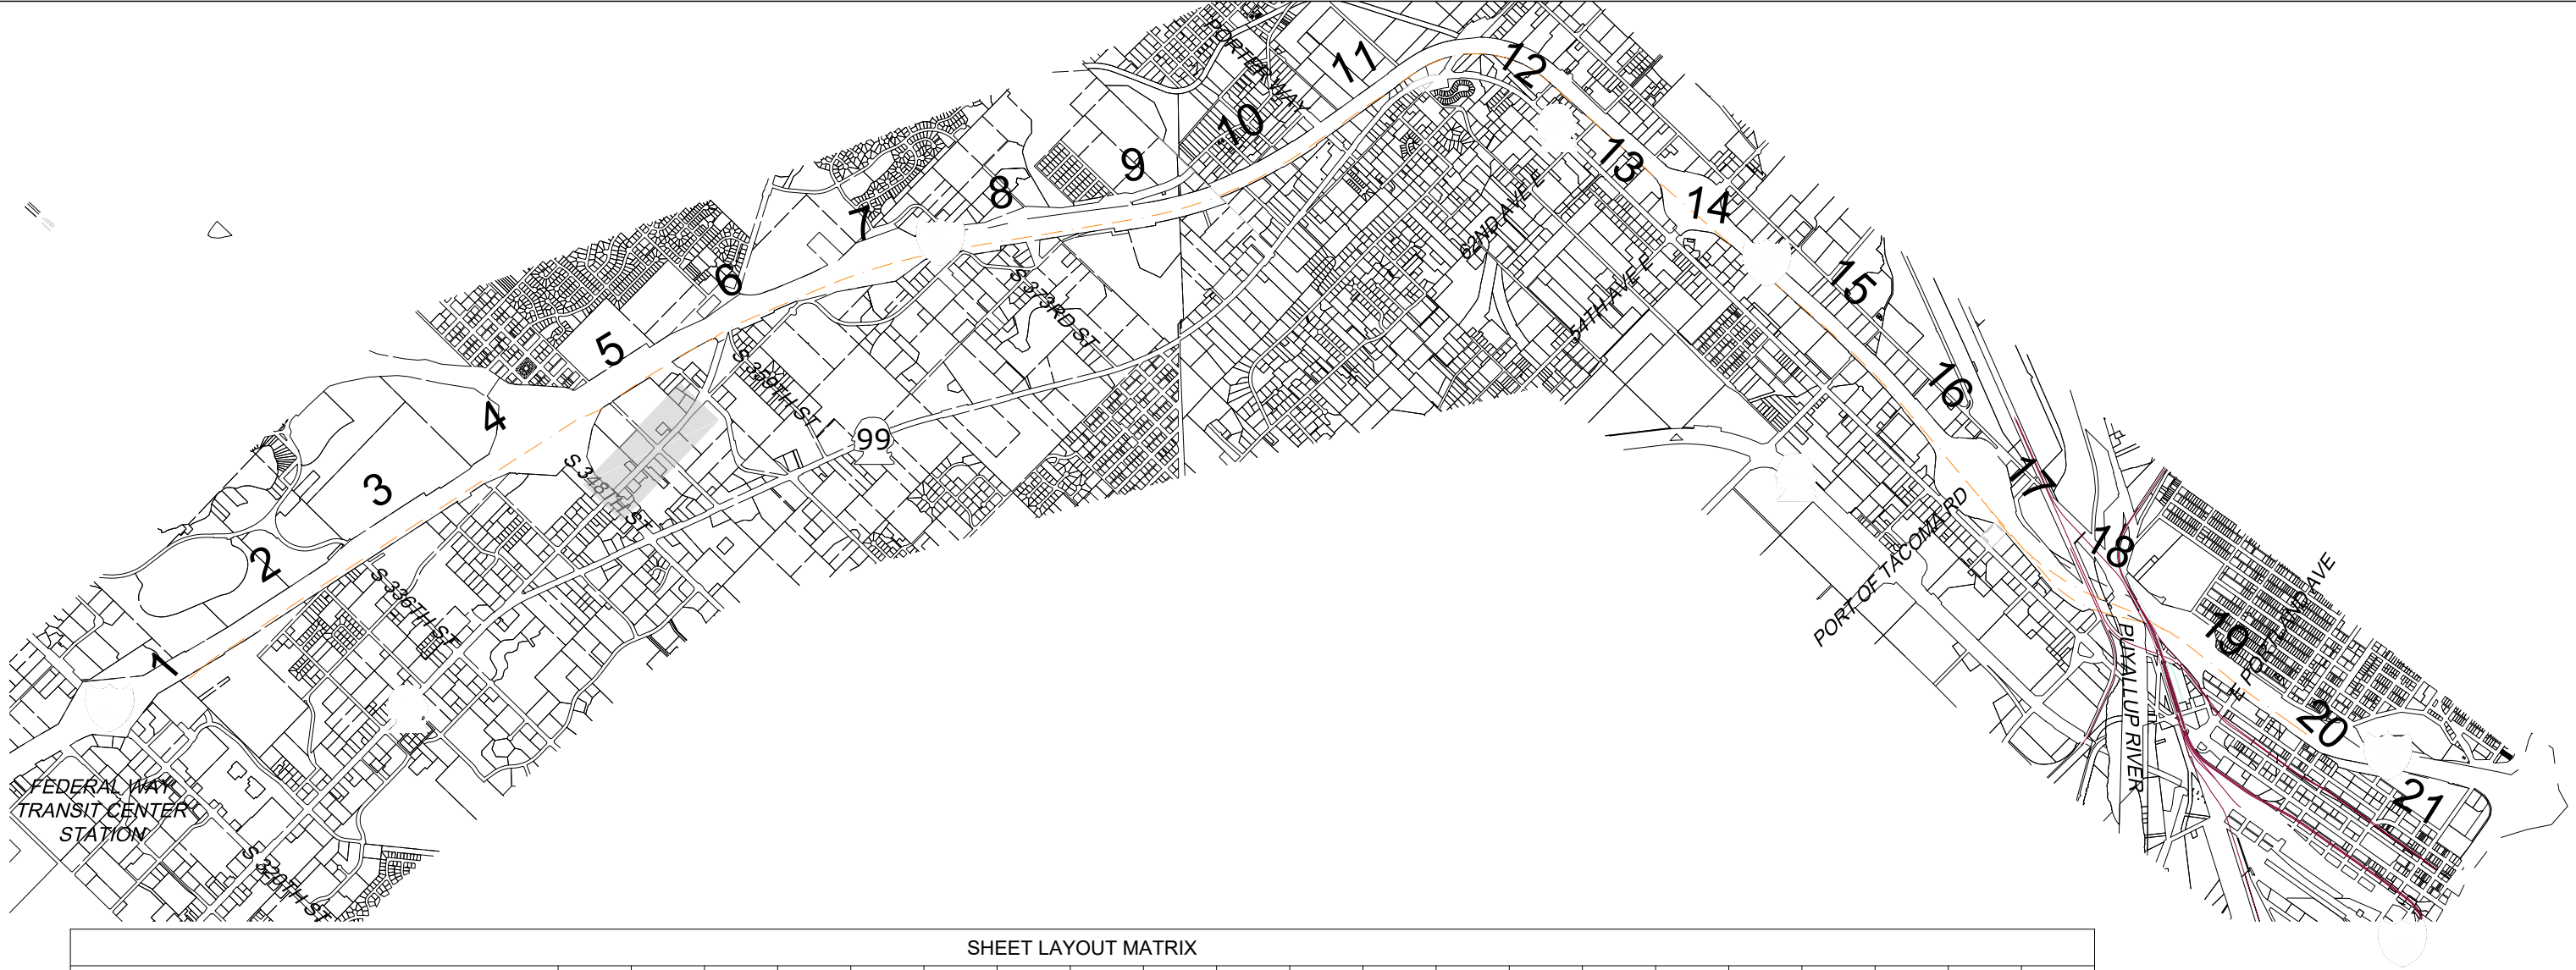 PORTER WAY
11
12
10
13
9
8
14
7
62ND AVE E
6
S 373RD ST
54TH AVE E
15
5
S 359TH ST
16
4
99
3
S 348TH ST
17
PORT OF TACOMA RD
18
2
S 336TH ST
19
1
PUYALLUP RIVER
20
21
FEDERAL WAY
TRANSIT CENTER
STATION
S 320TH ST
SHEET LAYOUT MATRIX